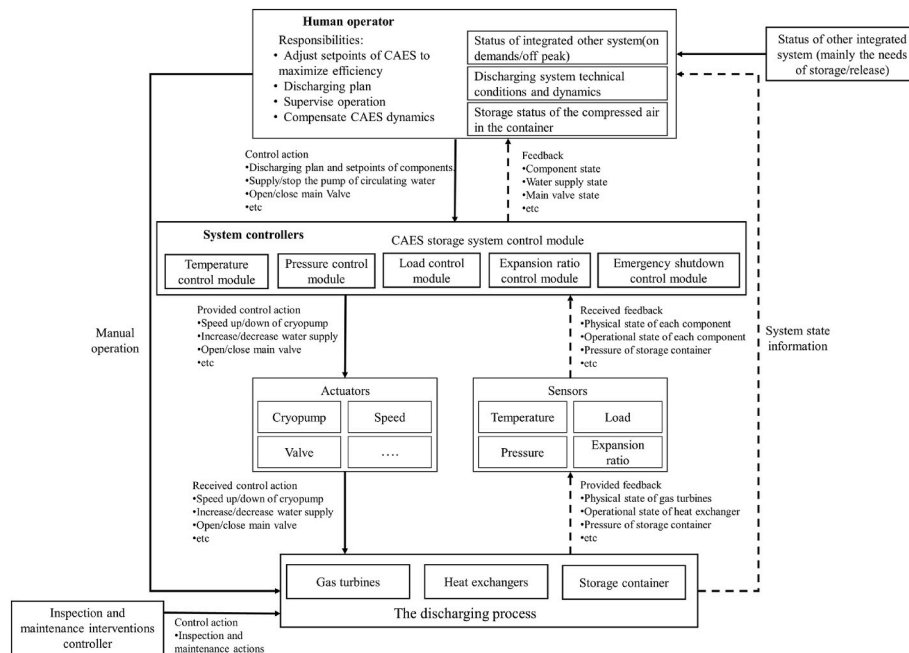 Human operator
Responsibilities:
• Adjust setpoints of CAES to
maximize efficiency
• Discharging plan
• Supervise operation
• Compensate CAES dynamics
Status of integrated other system(on
demands/off peak)
Discharging system technical
conditions and dynamics
Storage status of the compressed air
in the container
Status of other integrated
system (mainly the needs
of storage/release)
Control action
•Discharging plan and setpoints of components.
•Supply/stop the pump of circulating water
•Open/close main Valve
•etc
Feedback
•Component state
•Water supply state
•Main valve state
•etc
System controllers
CAES storage system control module
Temperature
control module
Pressure control
module
Load control
module
Expansion ratio
control module
Emergency shutdown
control module
Manual
operation
Provided control action
•Speed up/down of cryopump
•Increase/decrease water supply
•Open/close main valve
•etc
Received feedback
•Physical state of each component
•Operational state of each component
•Pressure of storage container
•etc
System state
information
Actuators
Cryopump
Speed
Valve
....
Sensors
Temperature
Load
Pressure
Expansion
ratio
Received control action
•Speed up/down of cryopump
•Increase/decrease water supply
•Open/close main valve
•etc
Provided feedback
•Physical state of gas turbines
•Operational state of heat exchanger
•Pressure of storage container
•etc
Gas turbines
Heat exchangers
Storage container
The discharging process
Inspection and
maintenance interventions
controller
Control action
•Inspection and
maintenance actions